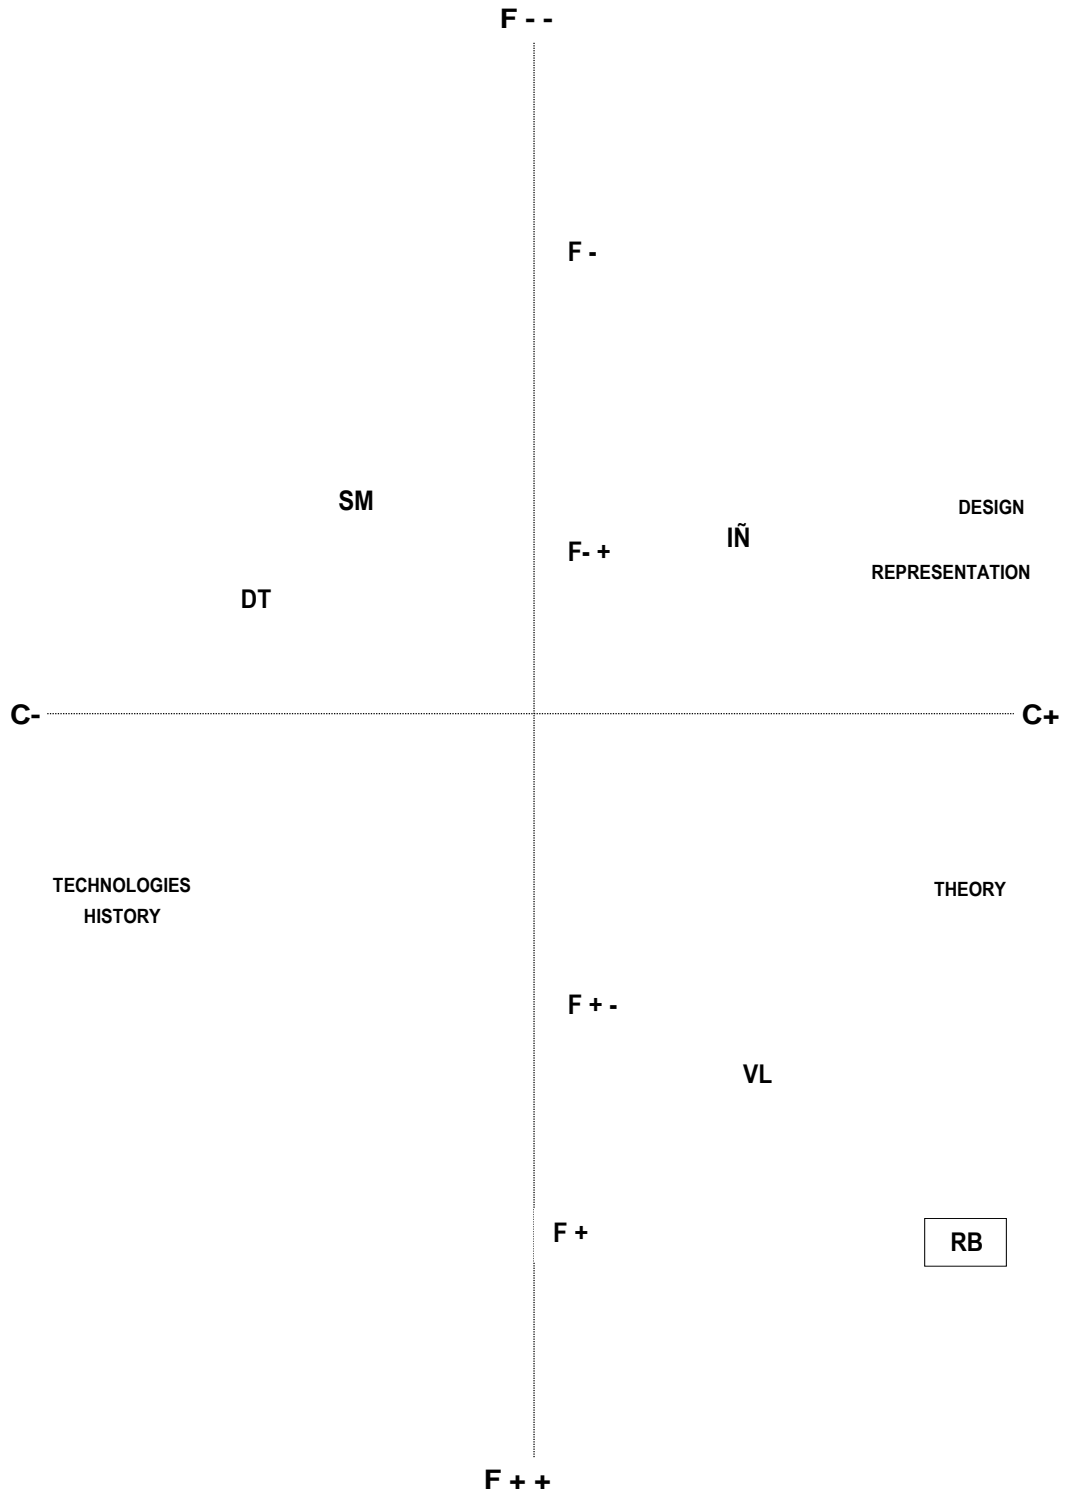 F - -
F -
SM
DESIGN
IÑ
F- +
REPRESENTATION
DT
C-
C+
TECHNOLOGIES
THEORY
HISTORY
F + -
VL
F +
RB
F + +